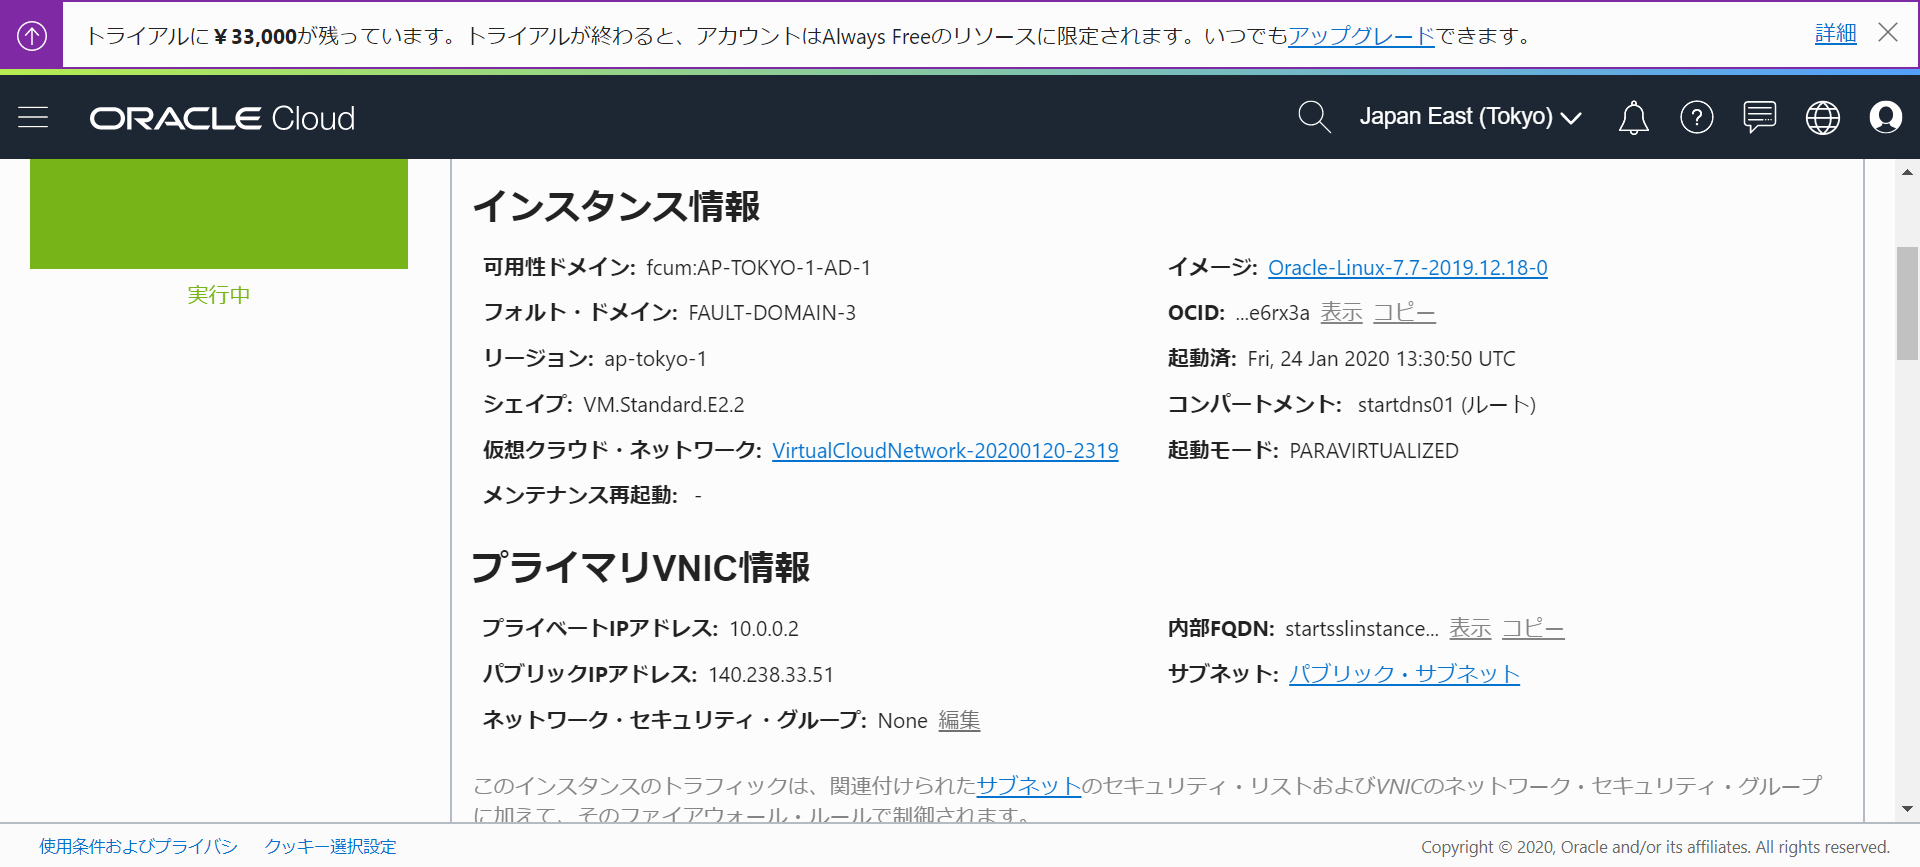 トライアルに￥33,000が残っています。トライアルが終わると、アカウントはAlways Freeのリソースに限定されます。いつでもアップグレードできます。 詳細
ORACLE Cloud Japan East (Tokyo)
実行中
インスタンス情報
可用性ドメイン: fcum:AP-TOKYO-1-AD-1
フォルト・ドメイン: FAULT-DOMAIN-3
リージョン: ap-tokyo-1
シェイプ: VM.Standard.E2.2
仮想クラウド・ネットワーク: VirtualCloudNetwork-20200120-2319
メンテナンス再起動: -
イメージ: Oracle-Linux-7.7-2019.12.18-0
OCID: ...e6rx3a 表示 コピー
起動済: Fri, 24 Jan 2020 13:30:50 UTC
コンパートメント: startdns01 (ルート)
起動モード: PARAVIRTUALIZED
プライマリVNIC情報
プライベートIPアドレス: 10.0.0.2
パブリックIPアドレス: 140.238.33.51
ネットワーク・セキュリティ・グループ: None 編集
内部FQDN: startsslinstance... 表示 コピー
サブネット: パブリック・サブネット
このインスタンスのトラフィックは、関連付けられたサブネットのセキュリティ・リストおよびVNICのネットワーク・セキュリティ・グループ
に加えて、そのファイアウォール・ルールで制御されます。
使用条件およびプライバシ クッキー選択設定
Copyright © 2020, Oracle and/or its affiliates. All rights reserved.